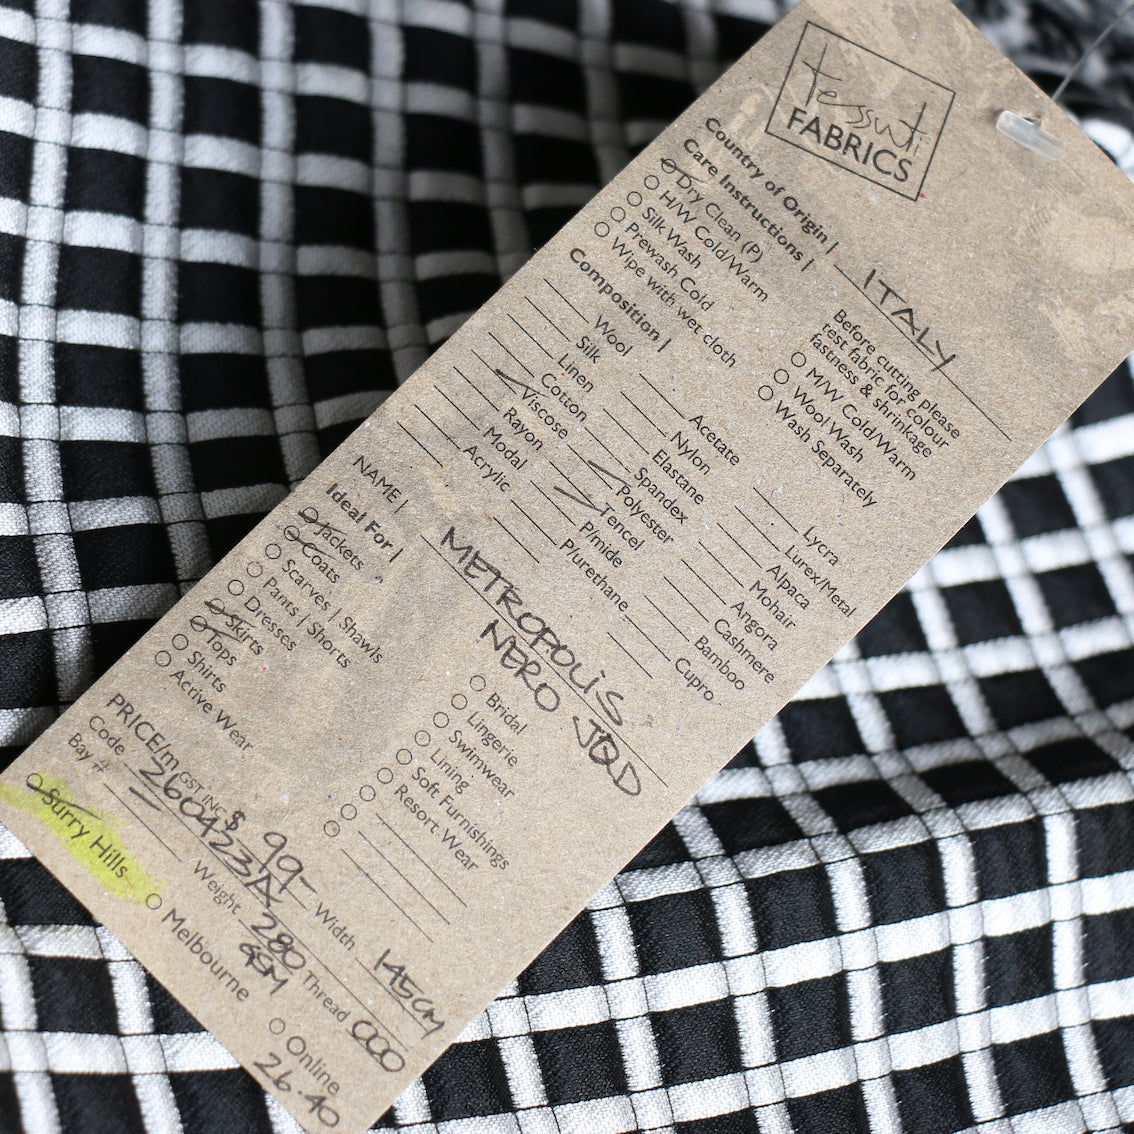 tessuti
FABRICS
Country of Origin | ITALY
Care Instructions |
Dry Clean (P)
H/W Cold/Warm
Silk Wash
Prewash Cold
Wipe with wet cloth
Before cutting please
test fabric for colour
fastness & shrinkage
M/W Cold/Warm
Wool Wash
Wash Separately
Composition |
Wool
Silk
Linen
Cotton
Viscose
Rayon
Modal
Acrylic
Acetate
Nylon
Elastane
Spandex
Polyester
Tencel
P/mide
P/urethane
Lycra
Lurex/Metal
Alpaca
Mohair
Angora
Cashmere
Bamboo
Cupro
NAME | METROPOLIS
NERO JQD
Ideal For |
Jackets
Coats
Scarves | Shawls
Pants | Shorts
Dresses
Skirts
Tops
Shirts
Active Wear
Bridal
Lingerie
Swimwear
Lining
Soft Furnishings
Resort Wear
PRICE/m GST INC $ 99- Width 145cm
Code 260423A Weight 280 GSM Thread 000
Bay #
Surry Hills
Melbourne
Online
26.40